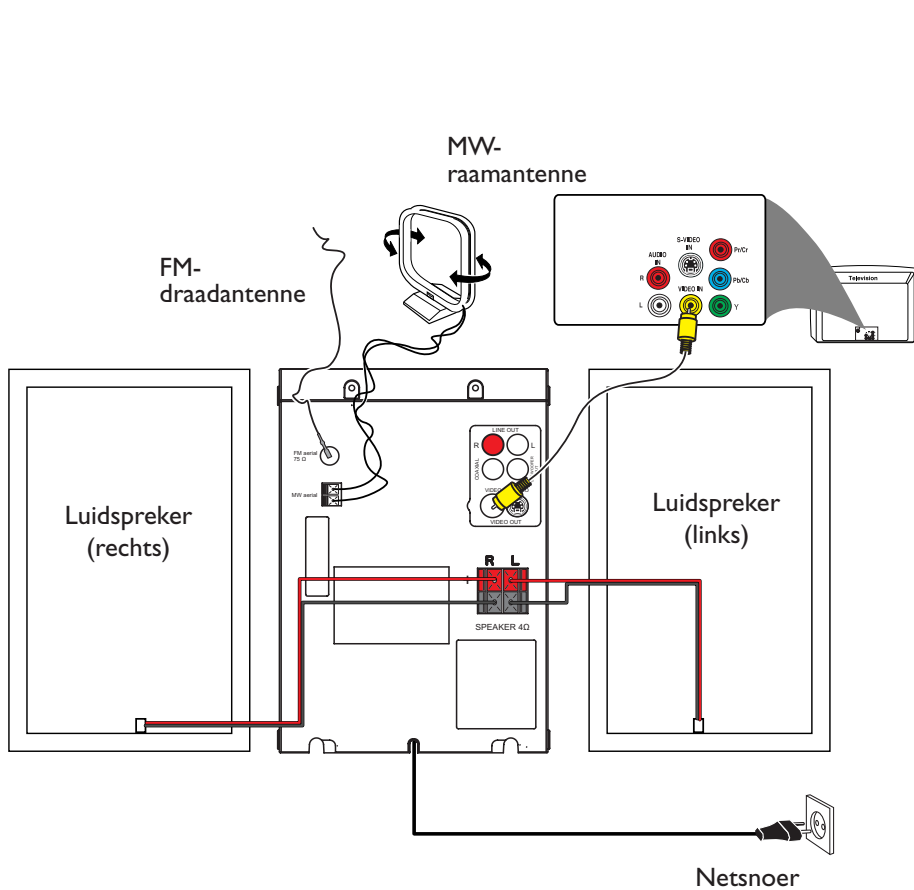 MW-
raamantenne
FM-
draadantenne
S-VIDEO
IN
AUDIO
IN
R
L
VIDEO IN
Pr/Cr
Pb/Cb
Y
Television
FM aerial
75 Ω
MW aerial
LINE OUT
R
L
COAXIAL
VIDEO
VIDEO OUT
Luidspreker
(rechts)
Luidspreker
(links)
R L
+
SPEAKER 4Ω
Netsnoer